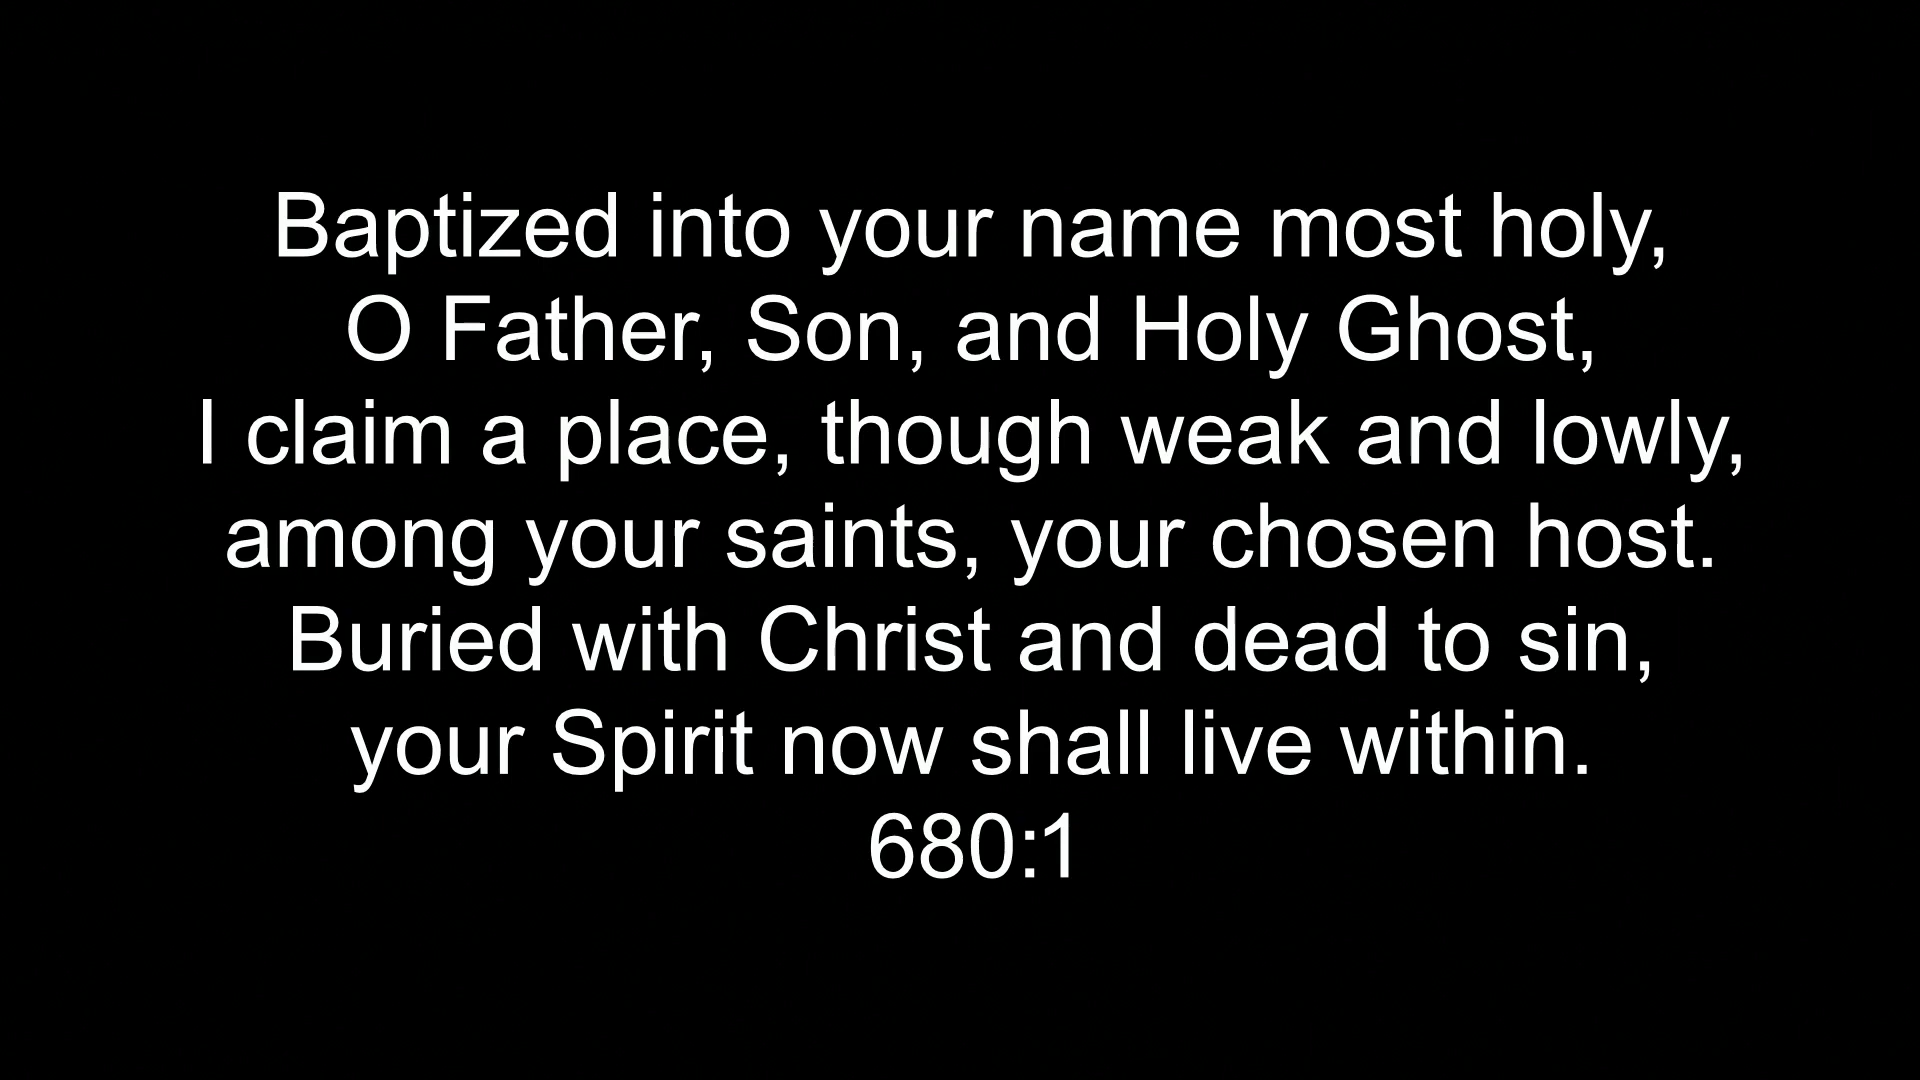 Baptized into your name most holy,
O Father, Son, and Holy Ghost,
I claim a place, though weak and lowly,
among your saints, your chosen host.
Buried with Christ and dead to sin,
your Spirit now shall live within.
680:1